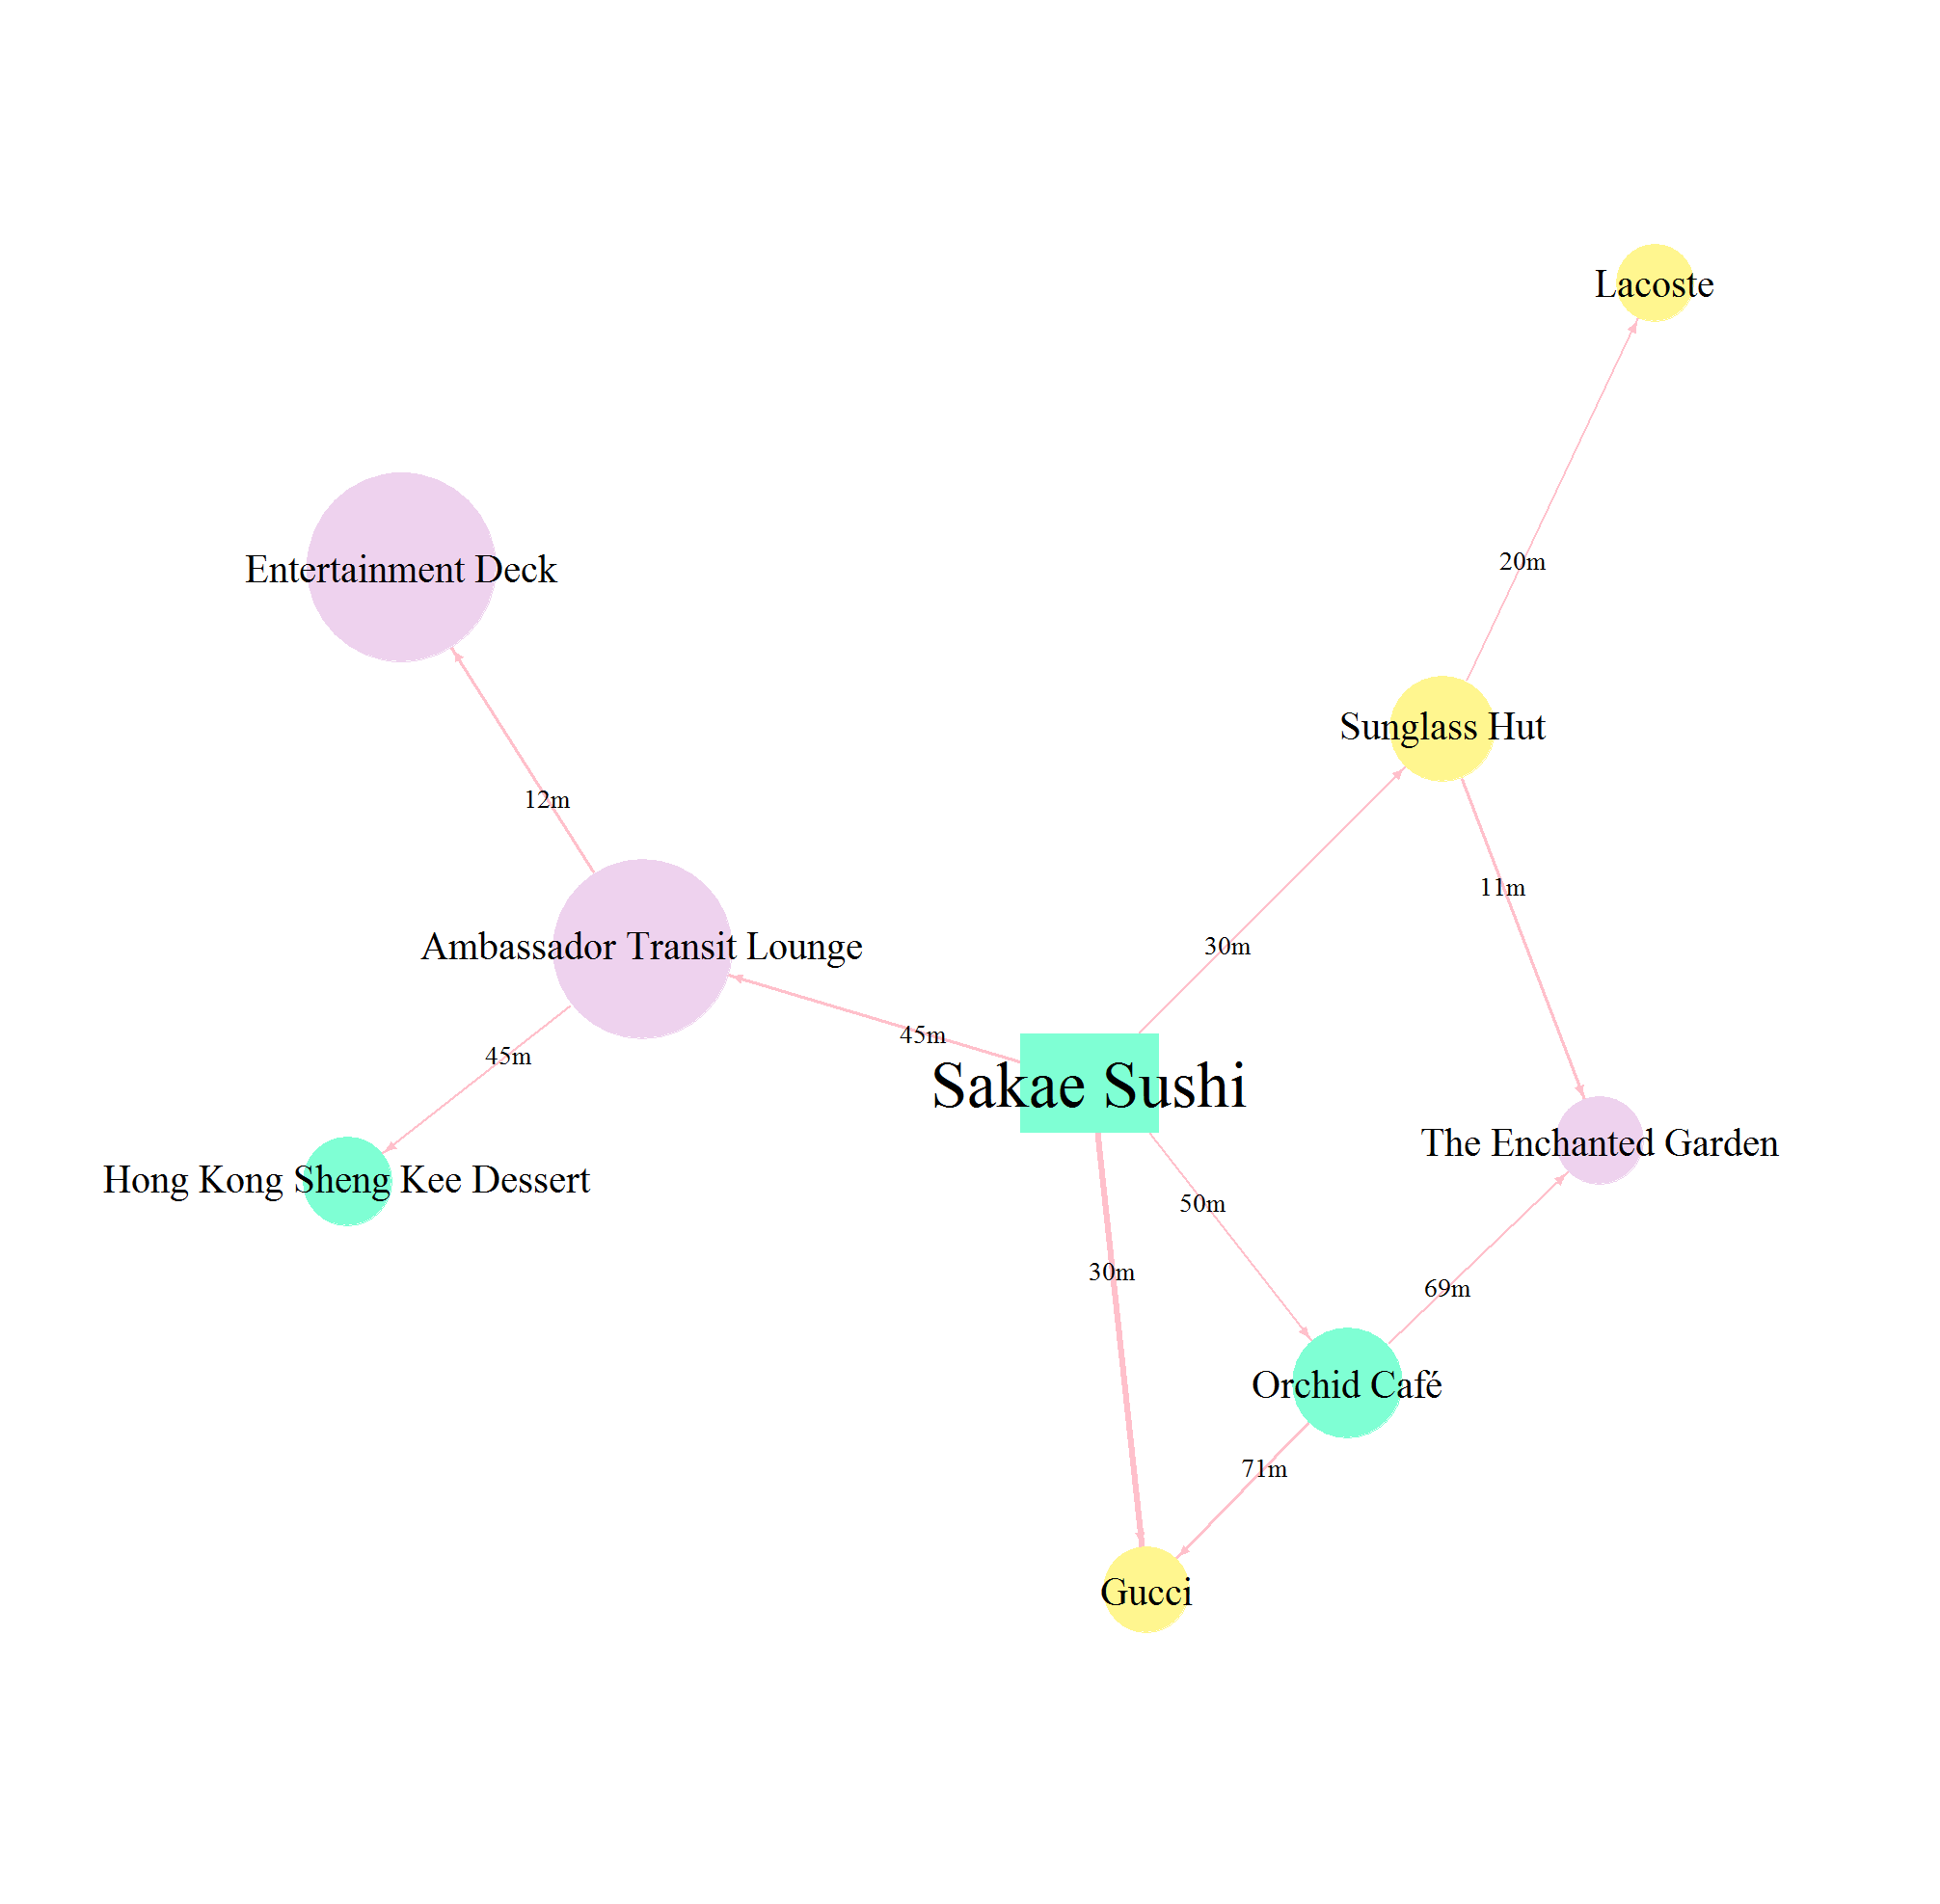 Lacoste
20m
Entertainment Deck
Sunglass Hut
12m
11m
Ambassador Transit Lounge
30m
45m
45m
Sakae Sushi
The Enchanted Garden
Hong Kong Sheng Kee Dessert
50m
30m
69m
Orchid Café
71m
Gucci